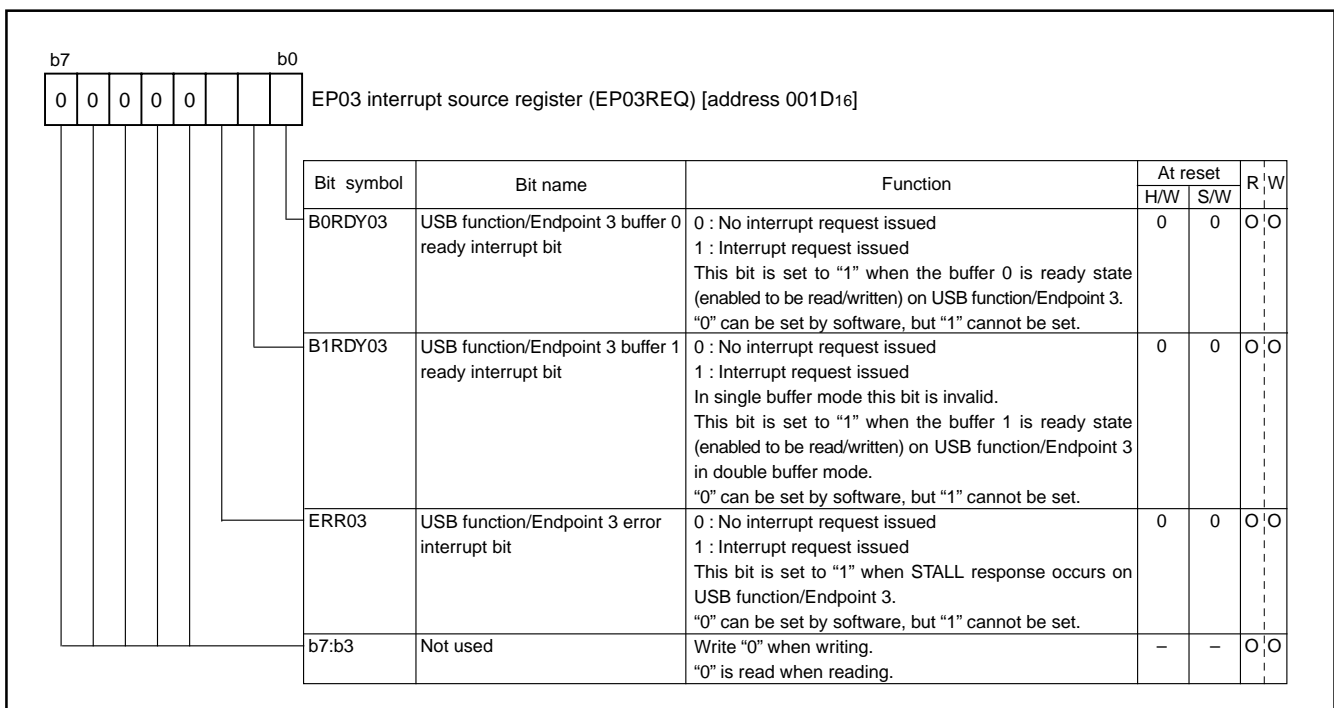 b7 b0
0 0 0 0 0
EP03 interrupt source register (EP03REQ) [address 001D16]
Bit symbol Bit name Function At reset R W
H/W S/W
B0RDY03 USB function/Endpoint 3 buffer 0 0 : No interrupt request issued 0 0 O O
ready interrupt bit 1 : Interrupt request issued
This bit is set to “1” when the buffer 0 is ready state
(enabled to be read/written) on USB function/Endpoint 3.
“0” can be set by software, but “1” cannot be set.
B1RDY03 USB function/Endpoint 3 buffer 1 0 : No interrupt request issued 0 0 O O
ready interrupt bit 1 : Interrupt request issued
In single buffer mode this bit is invalid.
This bit is set to “1” when the buffer 1 is ready state
(enabled to be read/written) on USB function/Endpoint 3
in double buffer mode.
“0” can be set by software, but “1” cannot be set.
ERR03 USB function/Endpoint 3 error 0 : No interrupt request issued 0 0 O O
interrupt bit 1 : Interrupt request issued
This bit is set to “1” when STALL response occurs on
USB function/Endpoint 3.
“0” can be set by software, but “1” cannot be set.
b7:b3 Not used Write “0” when writing. – – O O
“0” is read when reading.